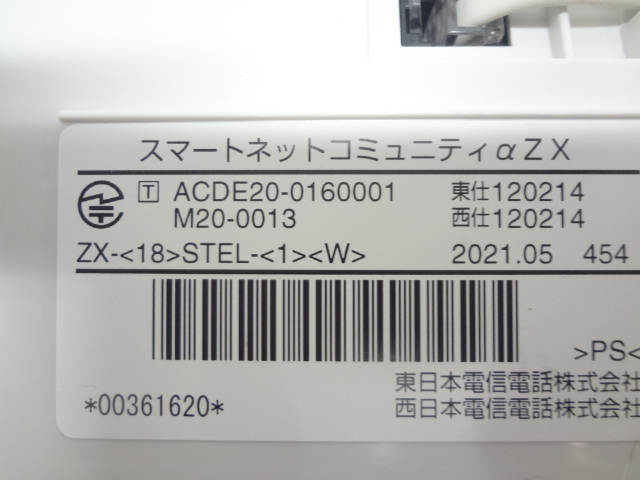 スマートネットコミュニティαZX
T ACDE20-0160001 東仕120214
M20-0013 西仕120214
ZX-<18>STEL-<1><W> 2021.05 454
>PS<
東日本電信電話株式会社
*00361620* 西日本電信電話株式会社